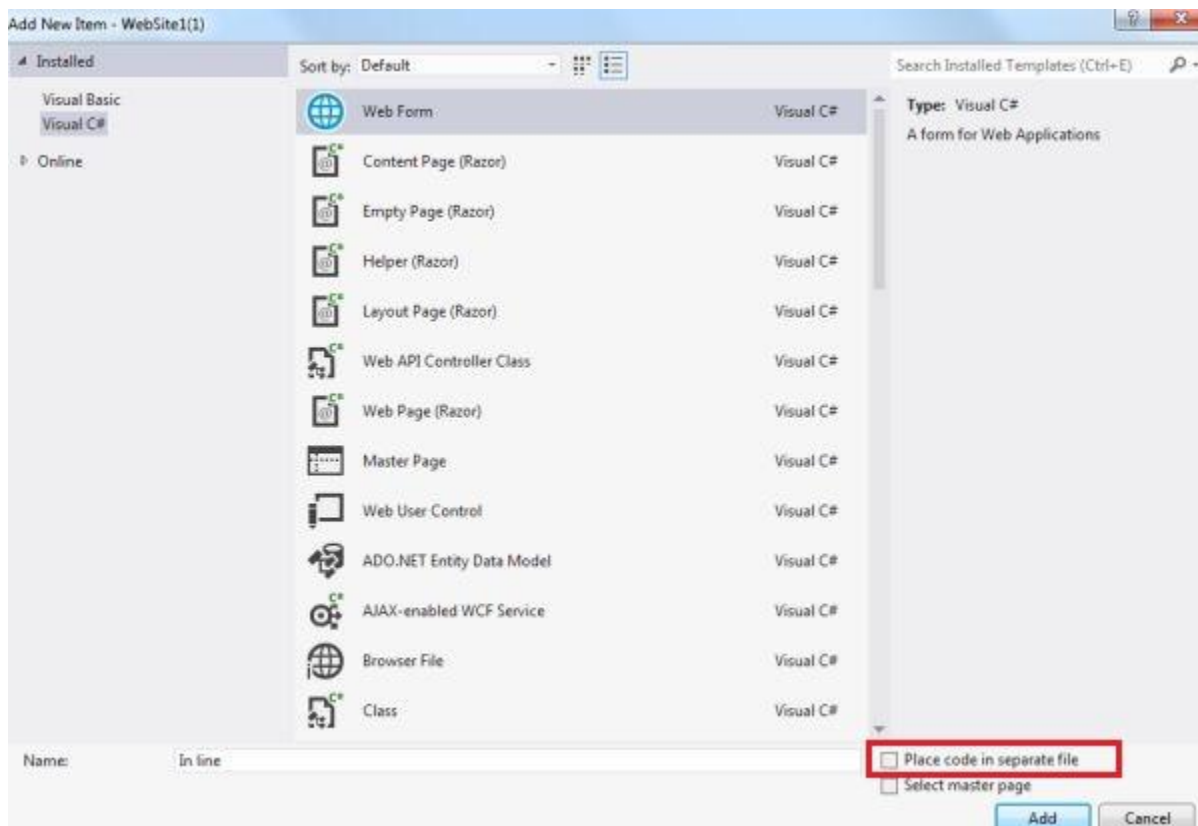 Add New Item - WebSite1(1)
Installed
Visual Basic
Visual C#
Online
Sort by: Default
Search Installed Templates (Ctrl+E)
Web Form Visual C#
Content Page (Razor) Visual C#
Empty Page (Razor) Visual C#
Helper (Razor) Visual C#
Layout Page (Razor) Visual C#
Web API Controller Class Visual C#
Web Page (Razor) Visual C#
Master Page Visual C#
Web User Control Visual C#
ADO.NET Entity Data Model Visual C#
AJAX-enabled WCF Service Visual C#
Browser File Visual C#
Class Visual C#
Type: Visual C#
A form for Web Applications
Name: In line
Place code in separate file
Select master page
Add Cancel